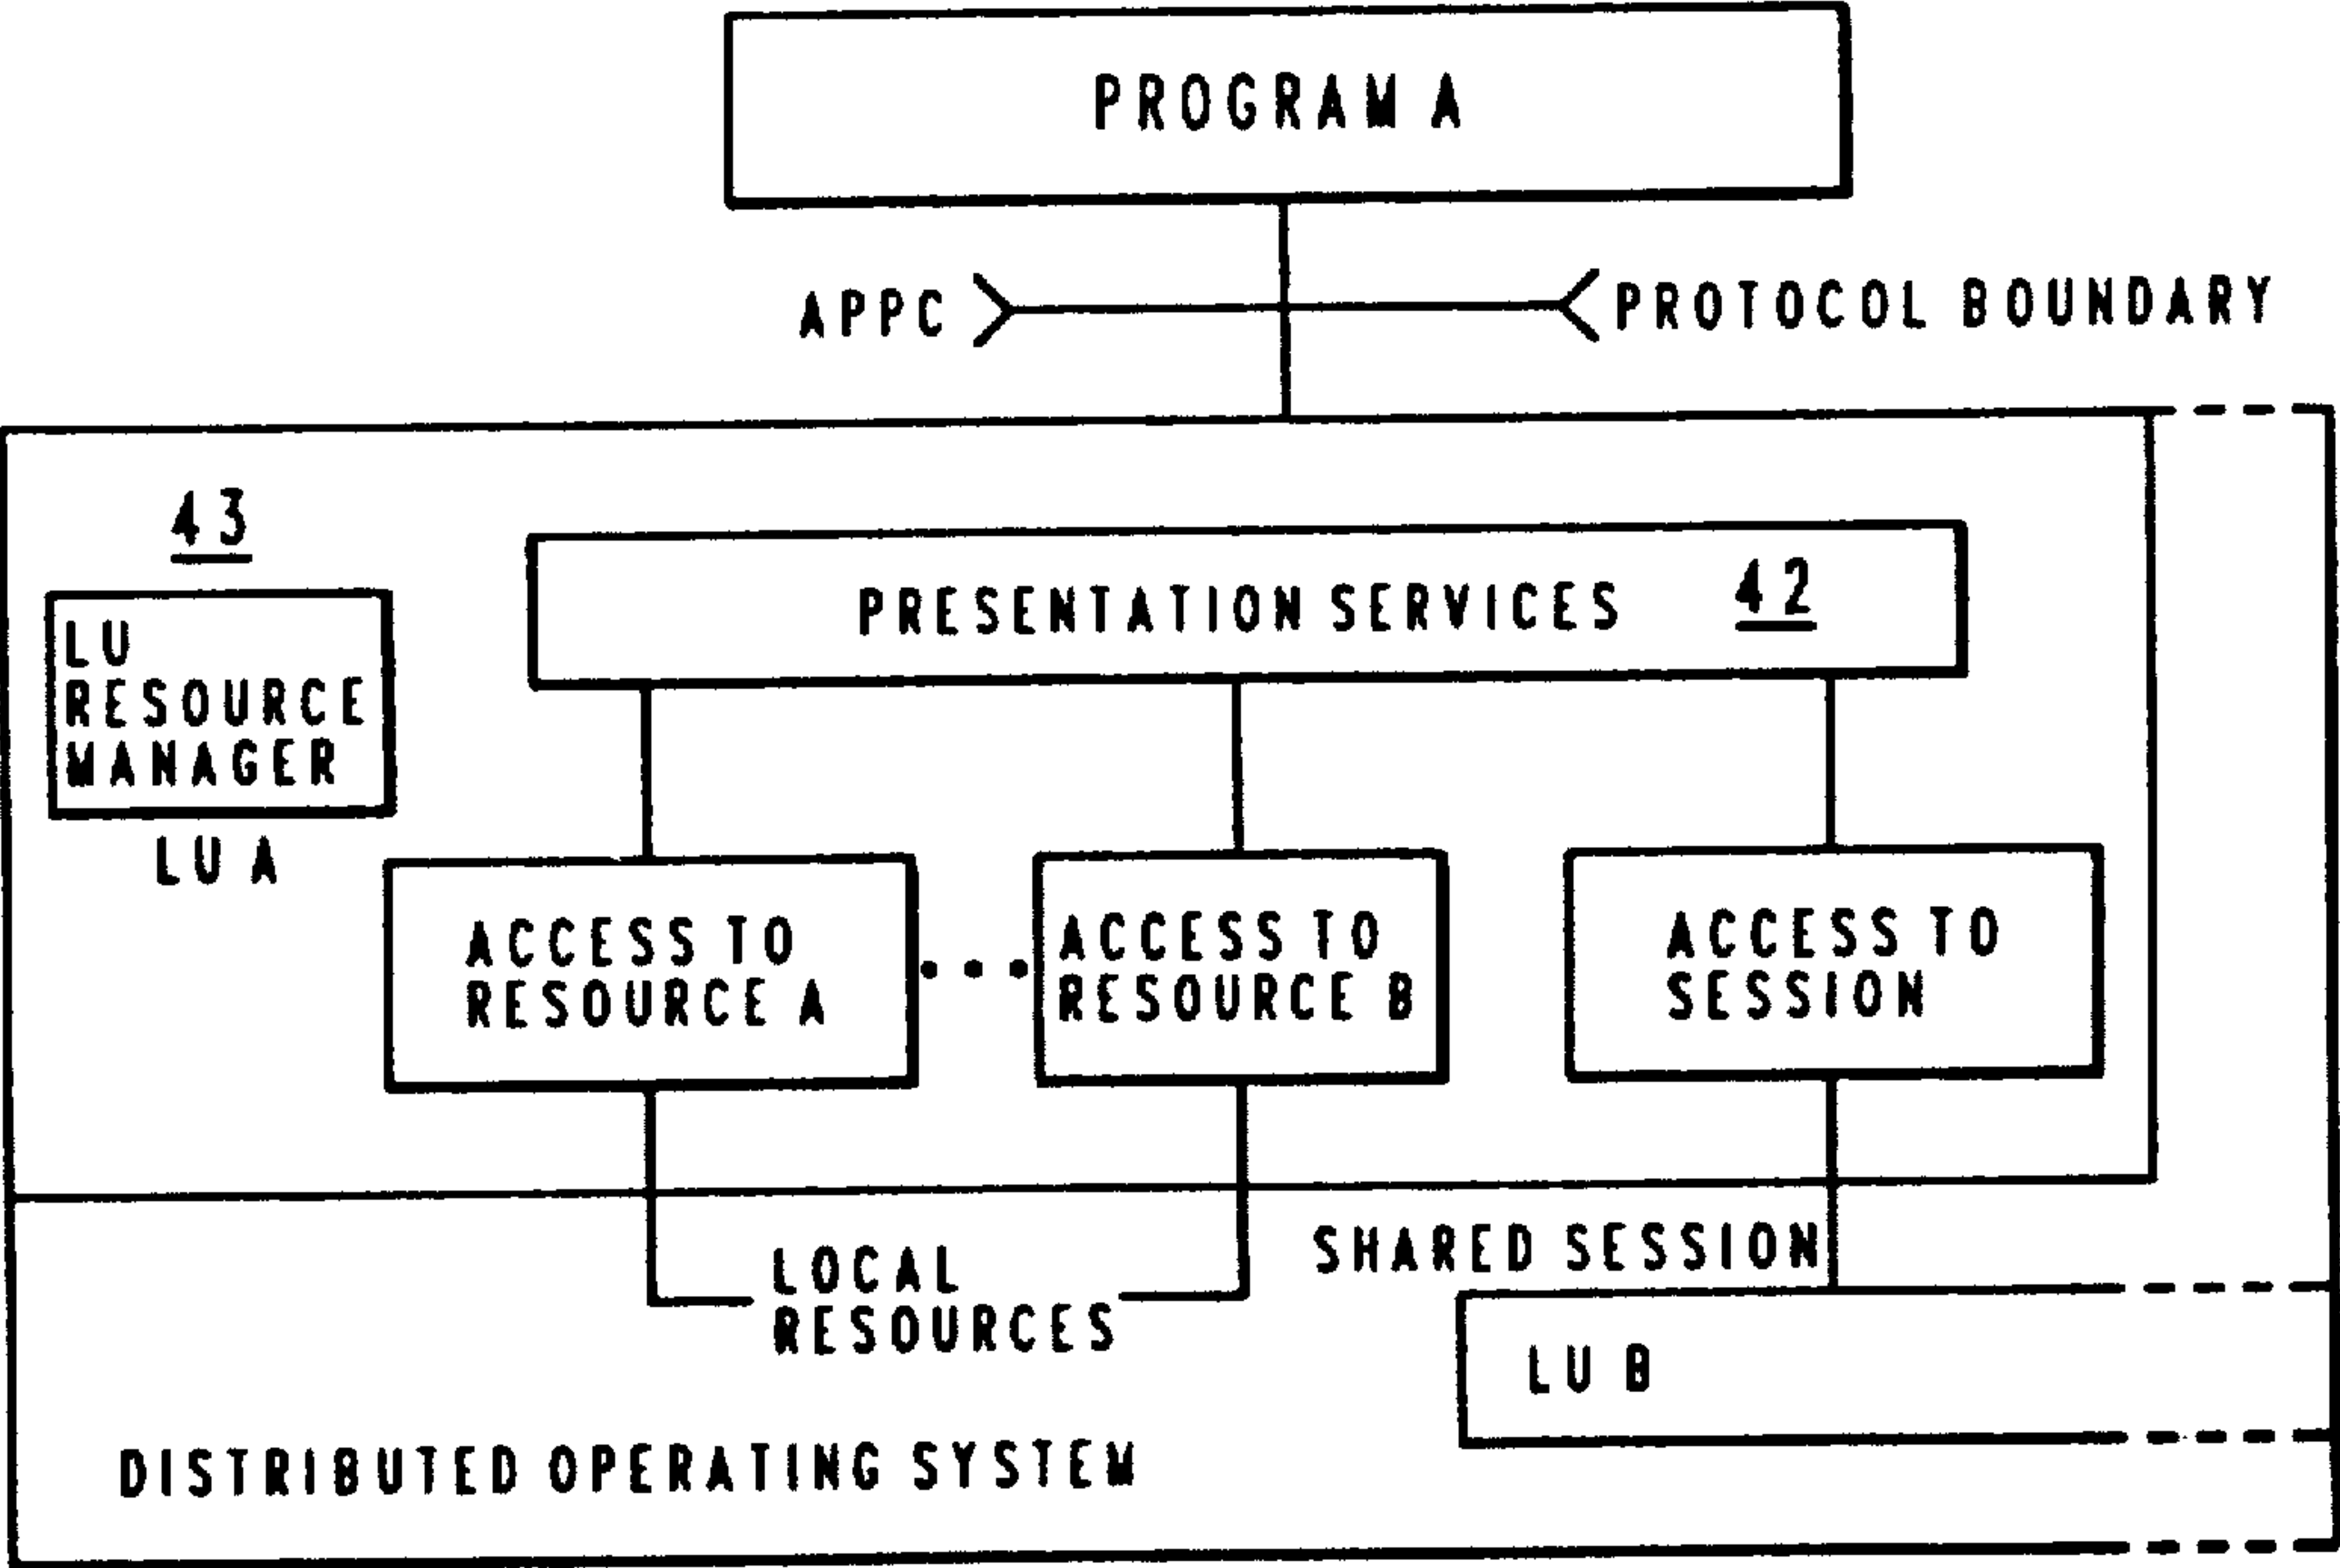 PROGRAM A
APPC
PROTOCOL BOUNDARY
43
PRESENTATION SERVICES 42
LU
RESOURCE
MANAGER
LU A
ACCESS TO
RESOURCE A
ACCESS TO
RESOURCE B
ACCESS TO
SESSION
SHARED SESSION
LOCAL
RESOURCES
LU B
DISTRIBUTED OPERATING SYSTEM